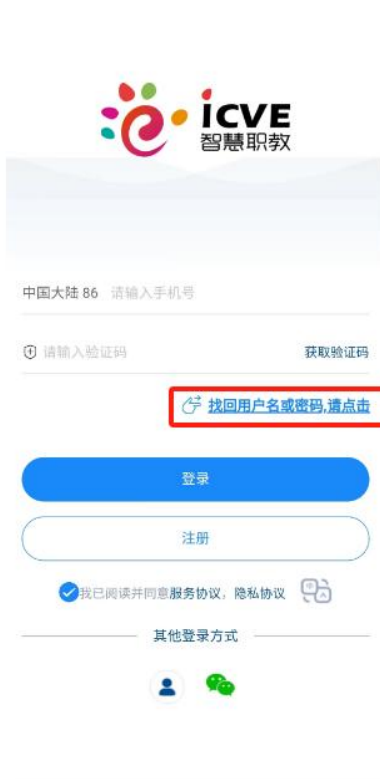 icve
智慧职教
中国大陆 86 请输入手机号
请输入验证码 获取验证码
找回用户名或密码,请点击
登录
注册
我已阅读并同意服务协议，隐私协议
其他登录方式